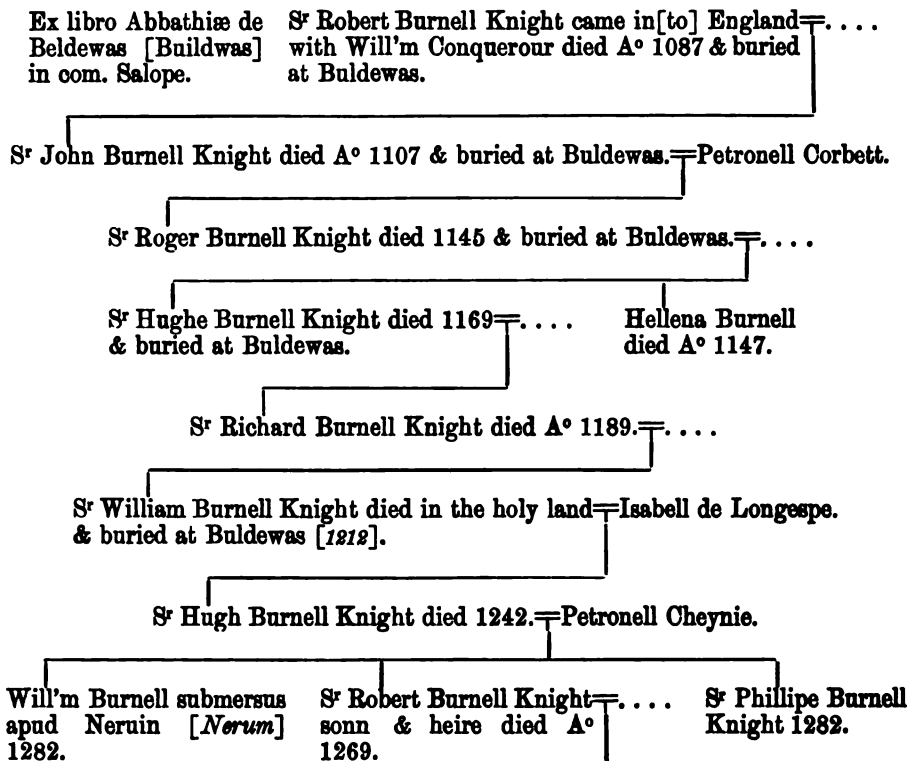 Ex libro Abbathiæ de
Beldewas [Buildwas]
in com. Salope.
Sʳ Robert Burnell Knight came in[to] England=....
with Will'm Conquerour died Aº 1087 & buried
at Buldewas.
Sʳ John Burnell Knight died Aº 1107 & buried at Buldewas.=Petronell Corbett.
Sʳ Roger Burnell Knight died 1145 & buried at Buldewas.=....
Sʳ Hughe Burnell Knight died 1169=....
& buried at Buldewas.
Hellena Burnell
died Aº 1147.
Sʳ Richard Burnell Knight died Aº 1189.=....
Sʳ William Burnell Knight died in the holy land=Isabell de Longespe.
& buried at Buldewas [1212].
Sʳ Hugh Burnell Knight died 1242.=Petronell Cheynie.
Will'm Burnell submersus
apud Neruin [Nerum]
1282.
Sʳ Robert Burnell Knight=....
sonn & heire died Aº
1269.
Sʳ Phillipe Burnell
Knight 1282.